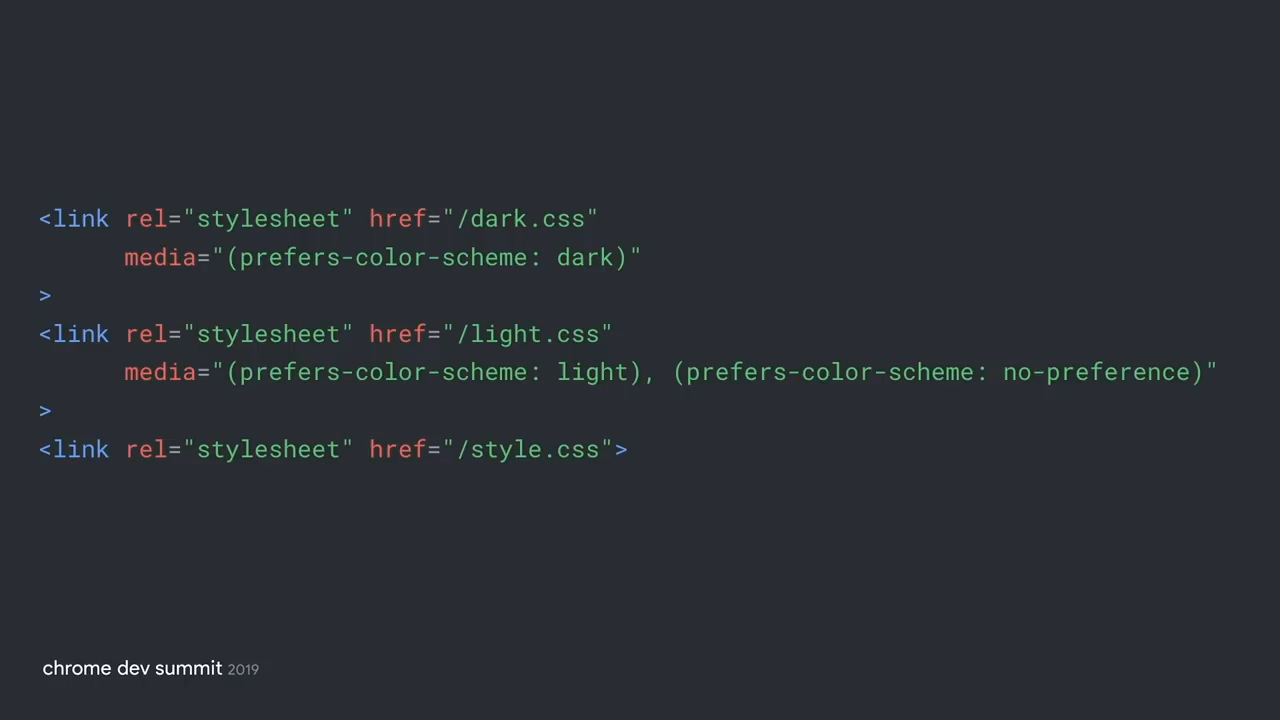 <link rel="stylesheet" href="/dark.css"
media="(prefers-color-scheme: dark)"
>
<link rel="stylesheet" href="/light.css"
media="(prefers-color-scheme: light), (prefers-color-scheme: no-preference)"
>
<link rel="stylesheet" href="/style.css">
chrome dev summit 2019